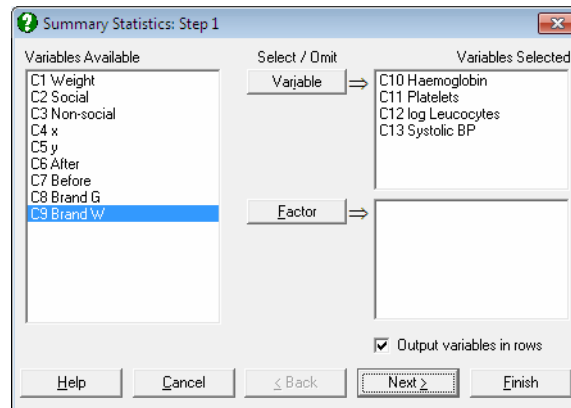 Summary Statistics: Step 1
Variables Available
Select / Omit
Variables Selected
C1 Weight
C2 Social
C3 Non-social
C4 x
C5 y
C6 After
C7 Before
C8 Brand G
C9 Brand W
Variable
C10 Haemoglobin
C11 Platelets
C12 log Leucocytes
C13 Systolic BP
Factor
Output variables in rows
Help
Cancel
< Back
Next >
Finish